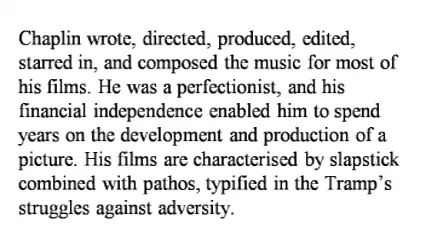 Chaplin wrote, directed, produced, edited,
starred in, and composed the music for most of
his films. He was a perfectionist, and his
financial independence enabled him to spend
years on the development and production of a
picture. His films are characterised by slapstick
combined with pathos, typified in the Tramp's
struggles against adversity.